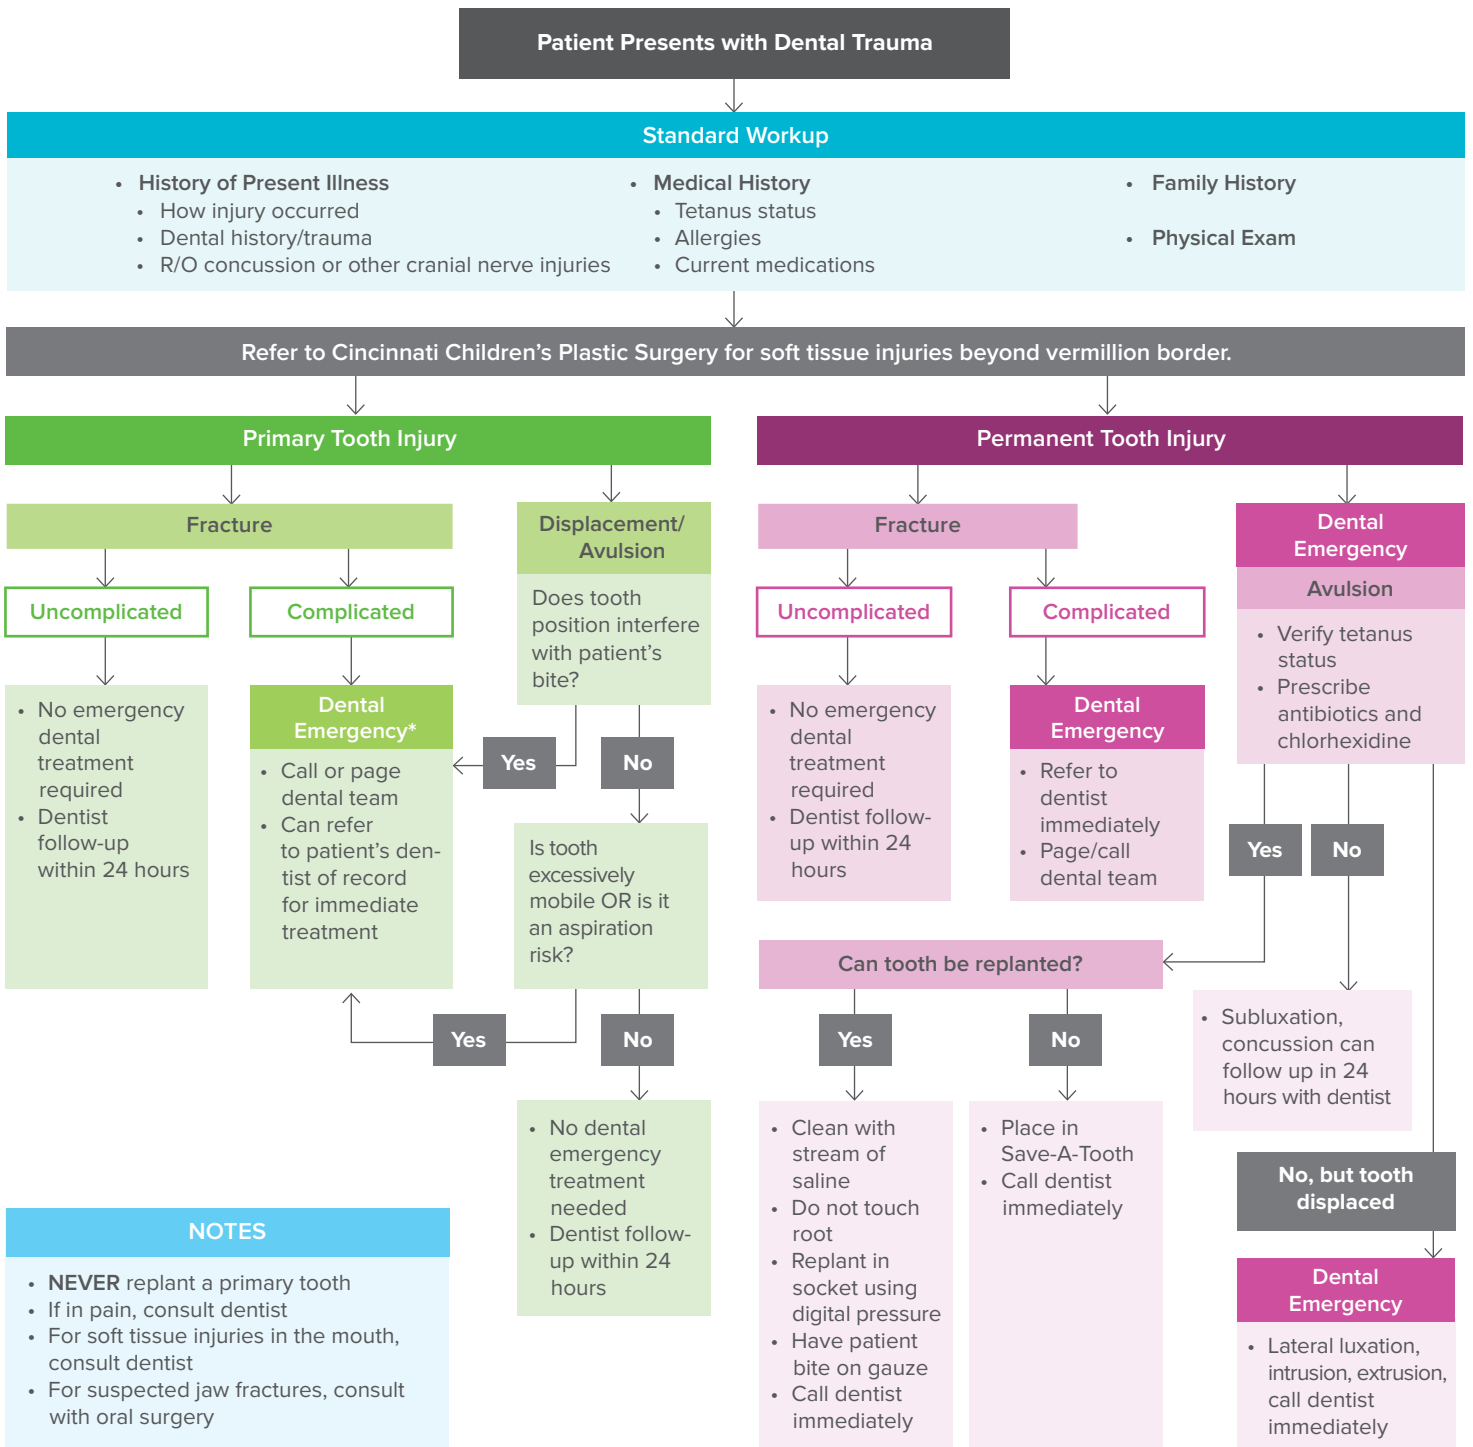 Patient Presents with Dental Trauma
Standard Workup
• History of Present Illness
• How injury occurred
• Dental history/trauma
• R/O concussion or other cranial nerve injuries
• Medical History
• Tetanus status
• Allergies
• Current medications
• Family History
• Physical Exam
Refer to Cincinnati Children’s Plastic Surgery for soft tissue injuries beyond vermillion border.
Primary Tooth Injury
Fracture
Uncomplicated
• No emergency
dental
treatment
required
• Dentist
follow-up
within 24 hours
Complicated
Dental
Emergency*
• Call or page
dental team
• Can refer
to patient’s den-
tist of record
for immediate
treatment
Displacement/
Avulsion
Does tooth
position interfere
with patient’s
bite?
Yes
No
Is tooth
excessively
mobile OR is it
an aspiration
risk?
Yes
No
• No dental
emergency
treatment
needed
• Dentist follow-
up within 24
hours
Permanent Tooth Injury
Fracture
Uncomplicated
• No emergency
dental
treatment
required
• Dentist follow-
up within 24
hours
Complicated
Dental
Emergency
• Refer to
dentist
immediately
• Page/call
dental team
Dental
Emergency
Avulsion
• Verify tetanus
status
• Prescribe
antibiotics and
chlorhexidine
Yes
No
Can tooth be replanted?
Yes
No
• Clean with
stream of
saline
• Do not touch
root
• Replant in
socket using
digital pressure
• Have patient
bite on gauze
• Call dentist
immediately
• Place in
Save-A-Tooth
• Call dentist
immediately
• Subluxation,
concussion can
follow up in 24
hours with dentist
No, but tooth
displaced
Dental
Emergency
• Lateral luxation,
intrusion, extrusion,
call dentist
immediately
NOTES
• NEVER replant a primary tooth
• If in pain, consult dentist
• For soft tissue injuries in the mouth,
consult dentist
• For suspected jaw fractures, consult
with oral surgery